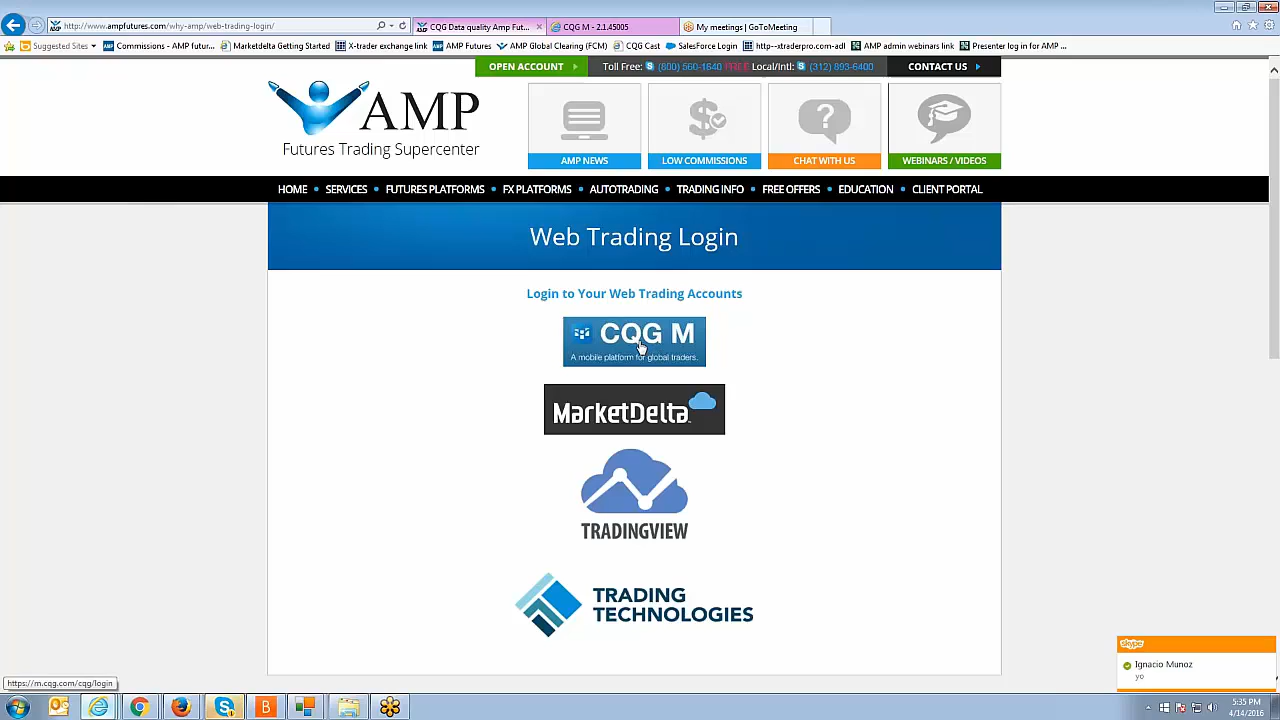 http://www.ampfutures.com/why-amp/web-trading-login/
CQG Data quality Amp Fut...
CQG M - 2.1.45005
My meetings | GoToMeeting
Suggested Sites
Commissions - AMP futur...
Marketdelta Getting Started
X-trader exchange link
AMP Futures
AMP Global Clearing (FCM)
CQG Cast
SalesForce Login
http--xtraderpro.com-adl
AMP admin webinars link
Presenter log in for AMP ...
OPEN ACCOUNT
Toll Free: (800) 560-1640 FREE Local/Intl: (312) 893-6400
CONTACT US
AMP
Futures Trading Supercenter
AMP NEWS
LOW COMMISSIONS
CHAT WITH US
WEBINARS / VIDEOS
HOME • SERVICES • FUTURES PLATFORMS • FX PLATFORMS • AUTOTRADING • TRADING INFO • FREE OFFERS • EDUCATION • CLIENT PORTAL
Web Trading Login
Login to Your Web Trading Accounts
CQG M
A mobile platform for global traders.
MarketDelta
TRADINGVIEW
TRADING
TECHNOLOGIES
skype
Ignacio Munoz
yo
https://m.cqg.com/cqg/login
5:35 PM
4/14/2016